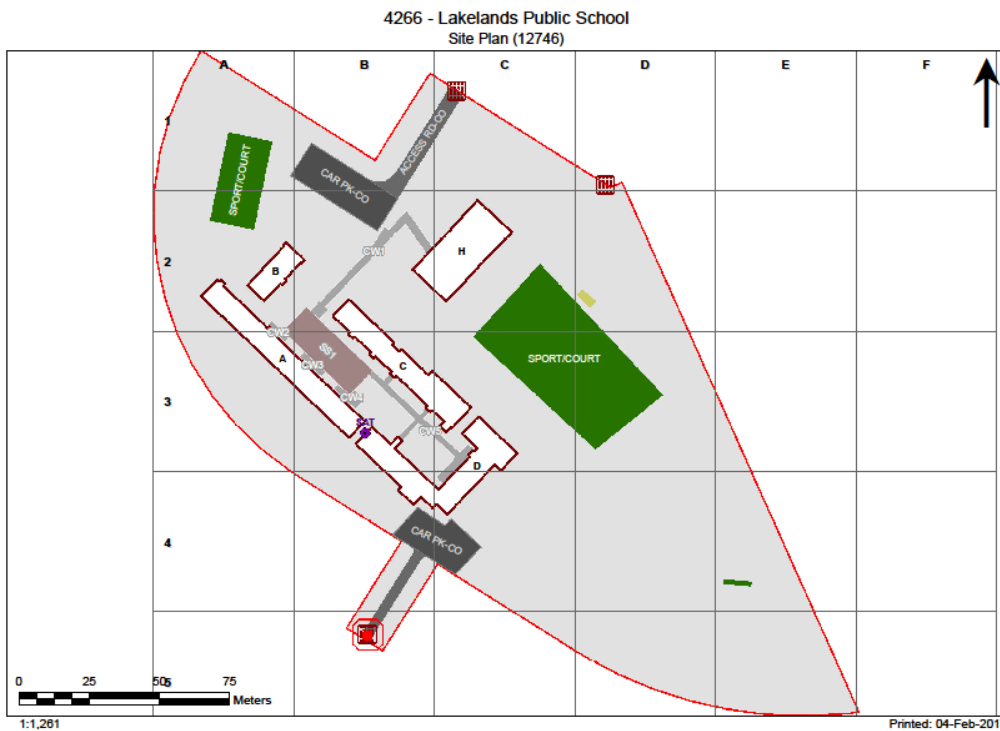 4266 - Lakelands Public School
Site Plan (12746)
A B C D E F
1
ACCESS RD-CO
CAR PK-CO
SPORT/COURT
2
CW1
H
B
CW2
SS1
A
CW3
C
SPORT/COURT
CW4
3
SAT
D
4
CAR PK-CO
5
0 25 50 75
Meters
1:1,261
Printed: 04-Feb-201